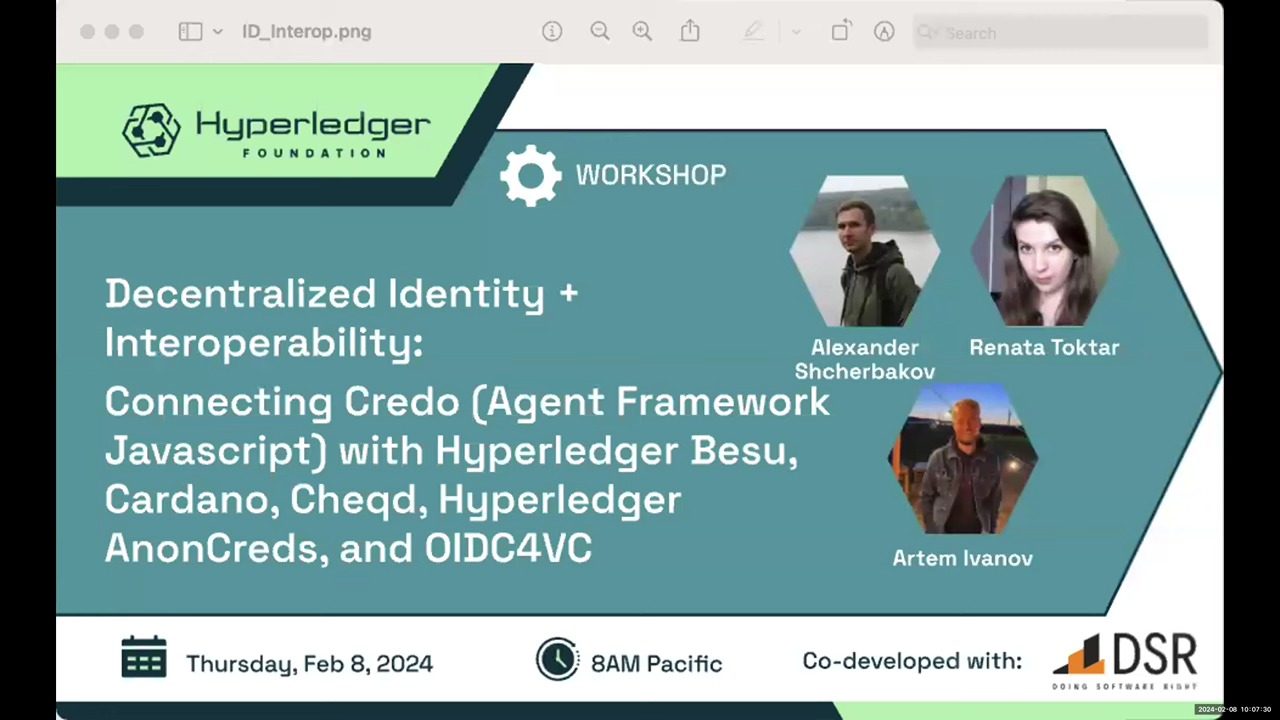 ID_Interop.png
Search
Hyperledger
FOUNDATION
WORKSHOP
Decentralized Identity +
Interoperability:
Connecting Credo (Agent Framework
Javascript) with Hyperledger Besu,
Cardano, Cheqd, Hyperledger
AnonCreds, and OIDC4VC
Alexander
Shcherbakov
Renata Toktar
Artem Ivanov
Thursday, Feb 8, 2024
8AM Pacific
Co-developed with:
DSR
DOING SOFTWARE RIGHT
2024-02-08 10:07:30